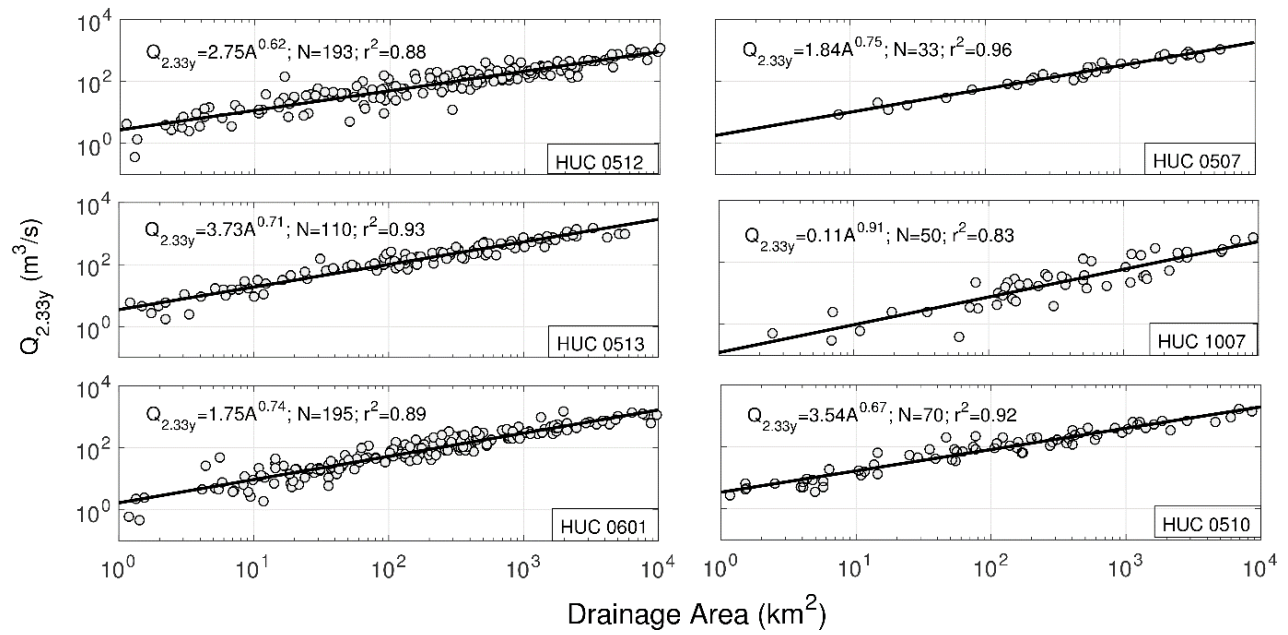 10^4
10^2
10^0
Q_2.33y=2.75A^0.62; N=193; r^2=0.88
HUC 0512
Q_2.33y=1.84A^0.75; N=33; r^2=0.96
HUC 0507
10^4
10^2
10^0
Q_2.33y=3.73A^0.71; N=110; r^2=0.93
HUC 0513
Q_2.33y=0.11A^0.91; N=50; r^2=0.83
HUC 1007
Q_2.33y (m^3/s)
10^4
10^2
10^0
Q_2.33y=1.75A^0.74; N=195; r^2=0.89
HUC 0601
Q_2.33y=3.54A^0.67; N=70; r^2=0.92
HUC 0510
10^0 10^1 10^2 10^3 10^4
10^0 10^1 10^2 10^3 10^4
Drainage Area (km^2)